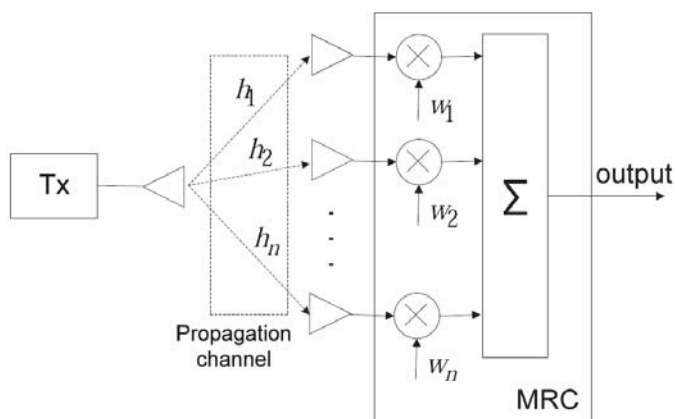 h₁
w₁
h₂
Tx
output
Σ
w₂
hₙ
Propagation
channel
wₙ
MRC